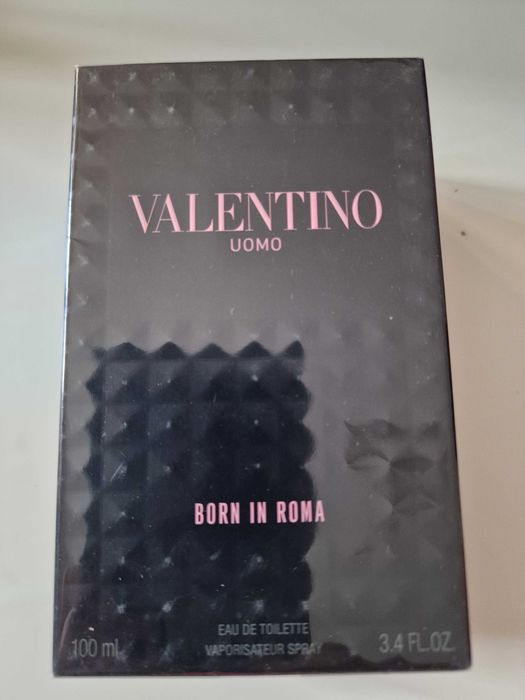 VALENTINO
UOMO
BORN IN ROMA
EAU DE TOILETTE
100 ml VAPORISATEUR SPRAY 3.4 FL.OZ